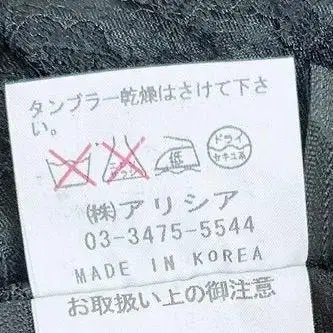 タンブラー乾燥はさけて下さ
い。
低 ドライ セキユ系
(株)アリシア
03-3475-5544
MADE IN KOREA
お取扱い上の御注意